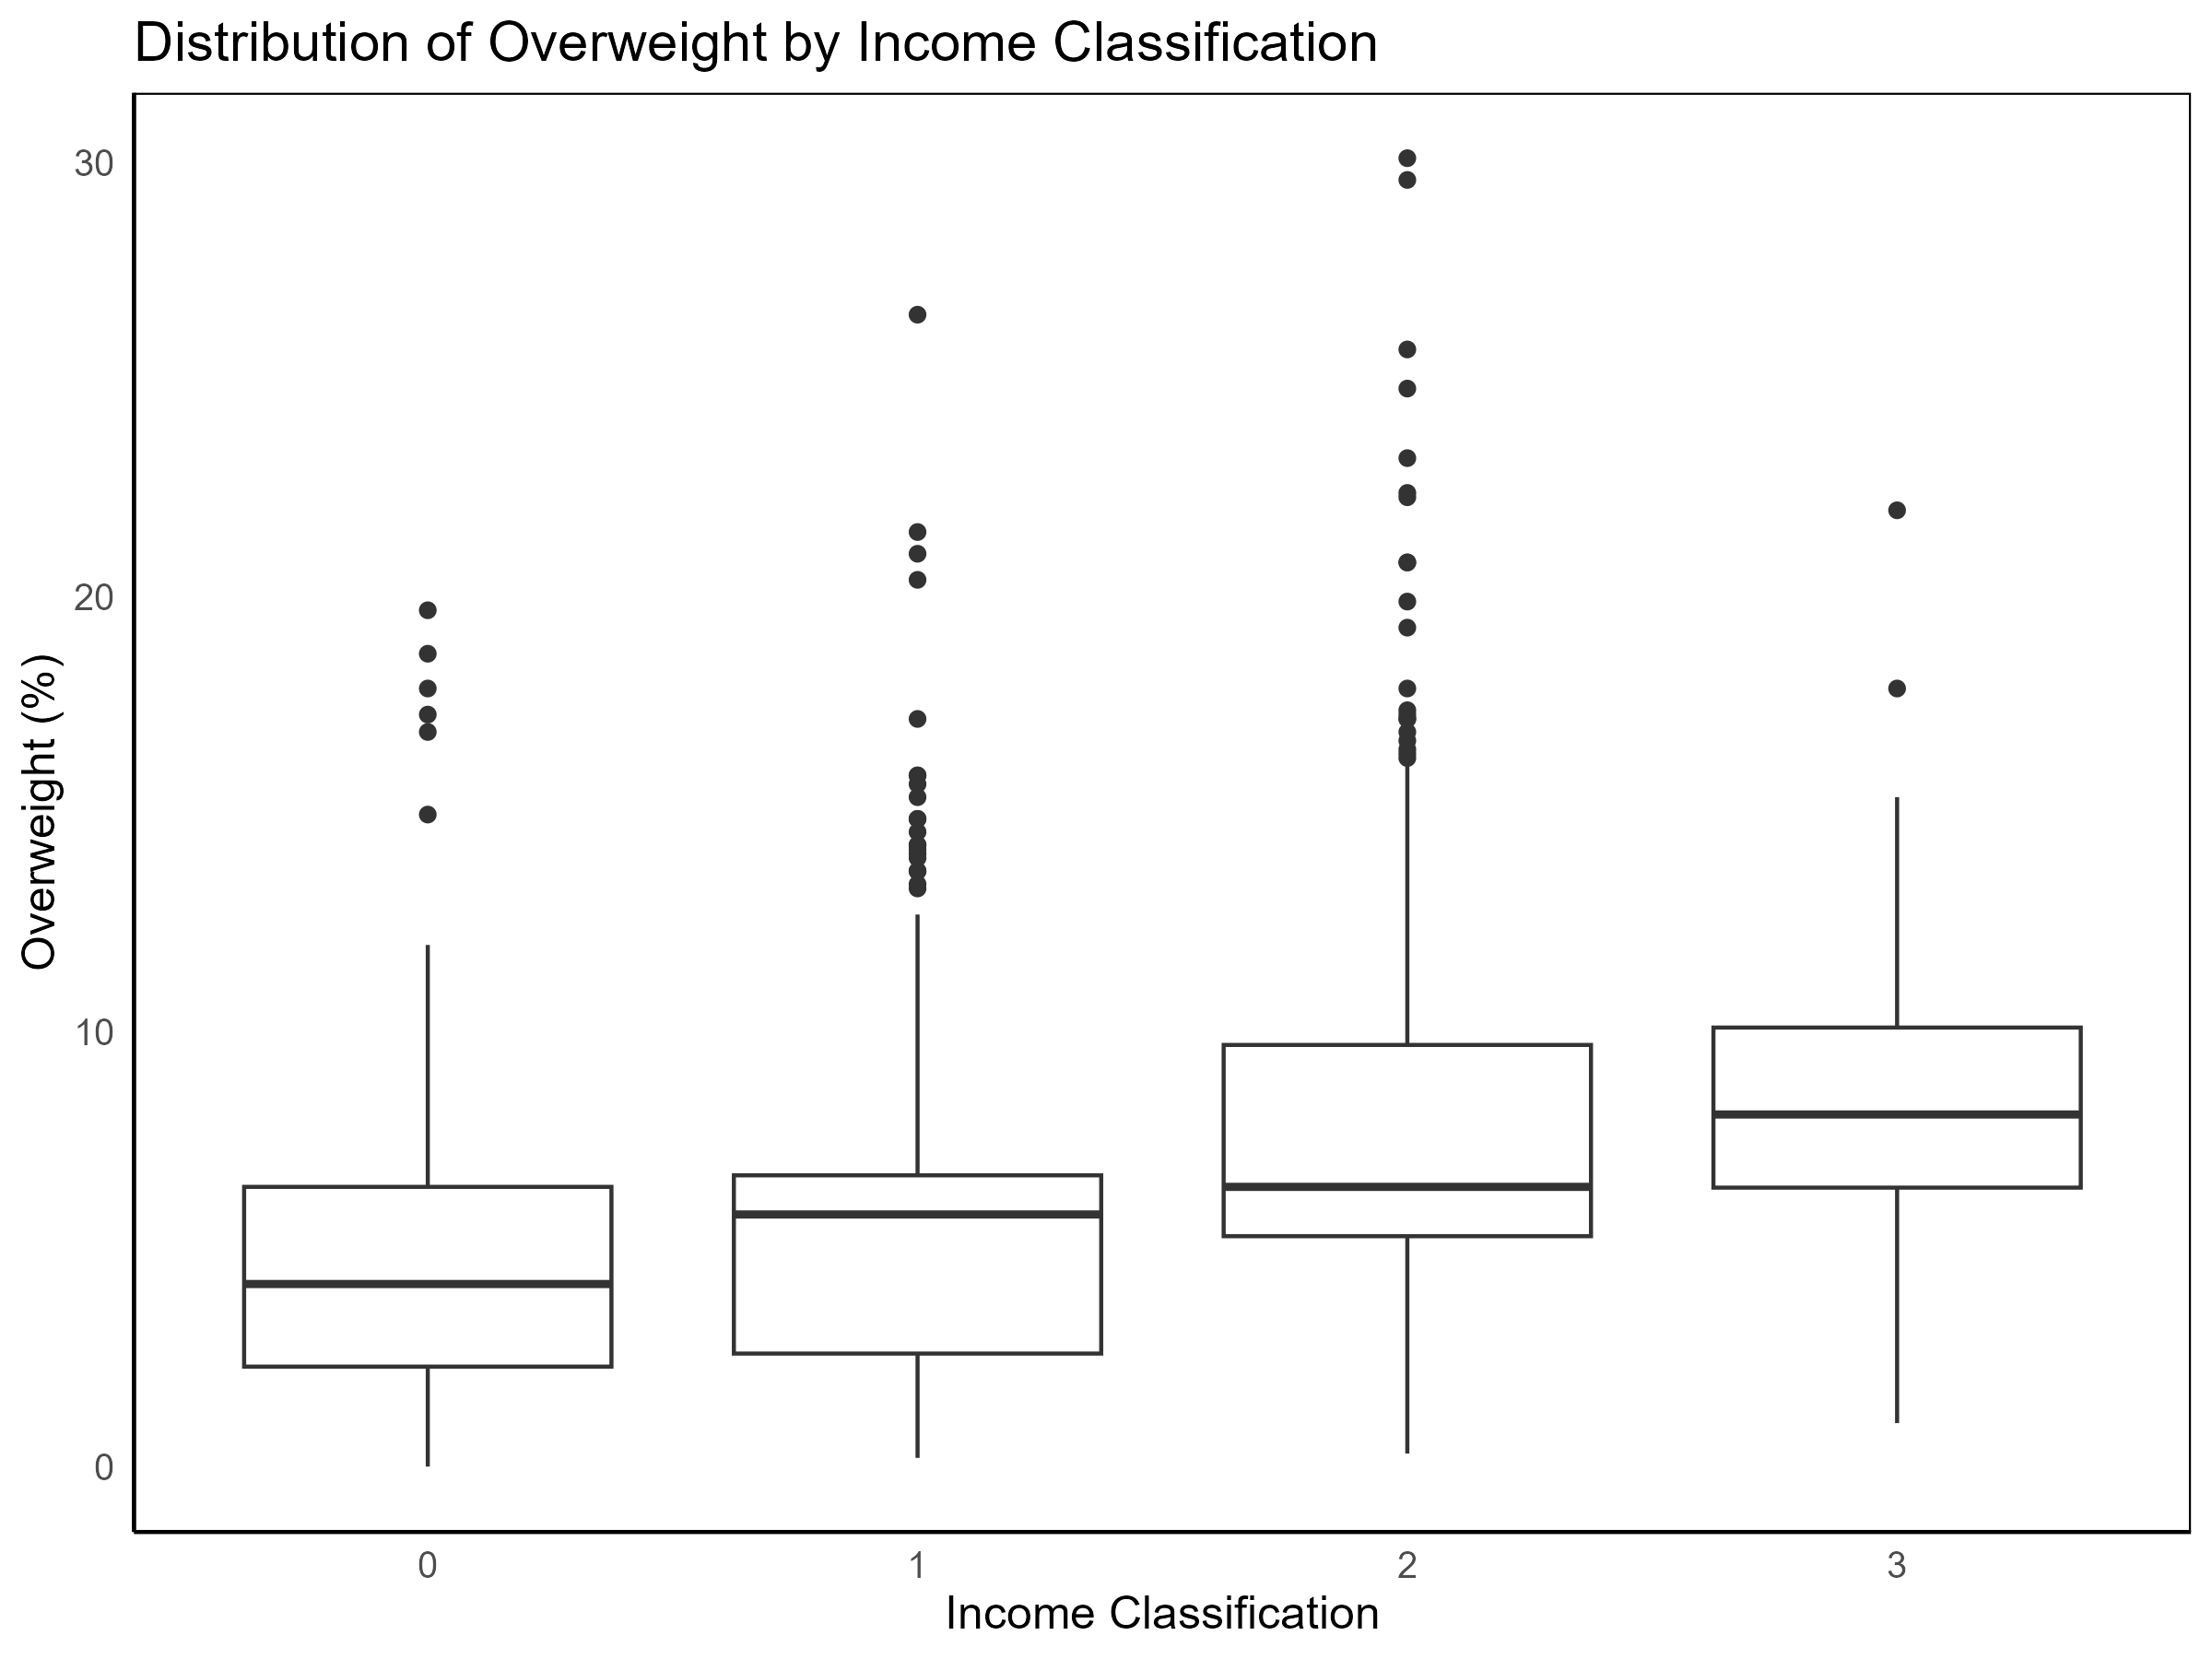 Distribution of Overweight by Income Classification
30
20
10
0
Overweight (%)
0 1 2 3
Income Classification